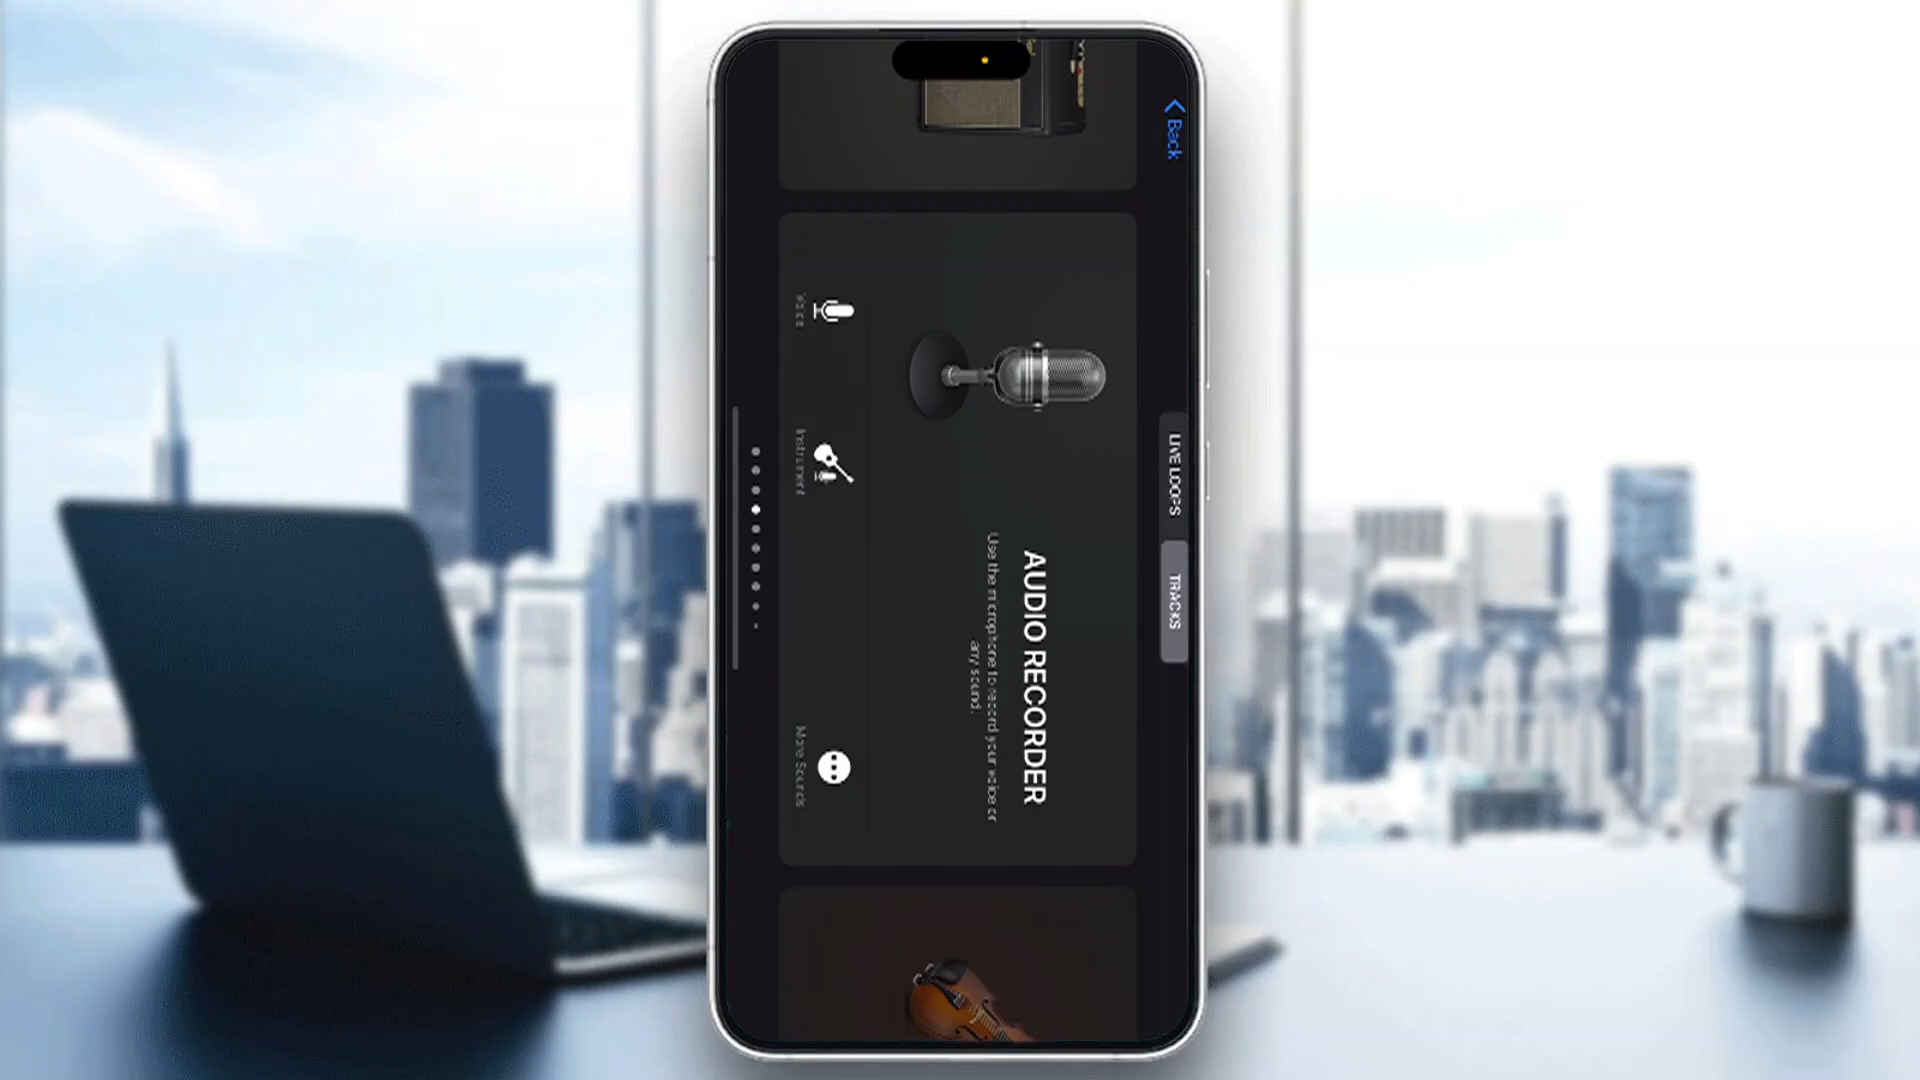 Back
LIVE LOOPS
TRACKS
AUDIO RECORDER
Use the microphone to record your voice or
any sound.
Voice
Instrument
More Sounds